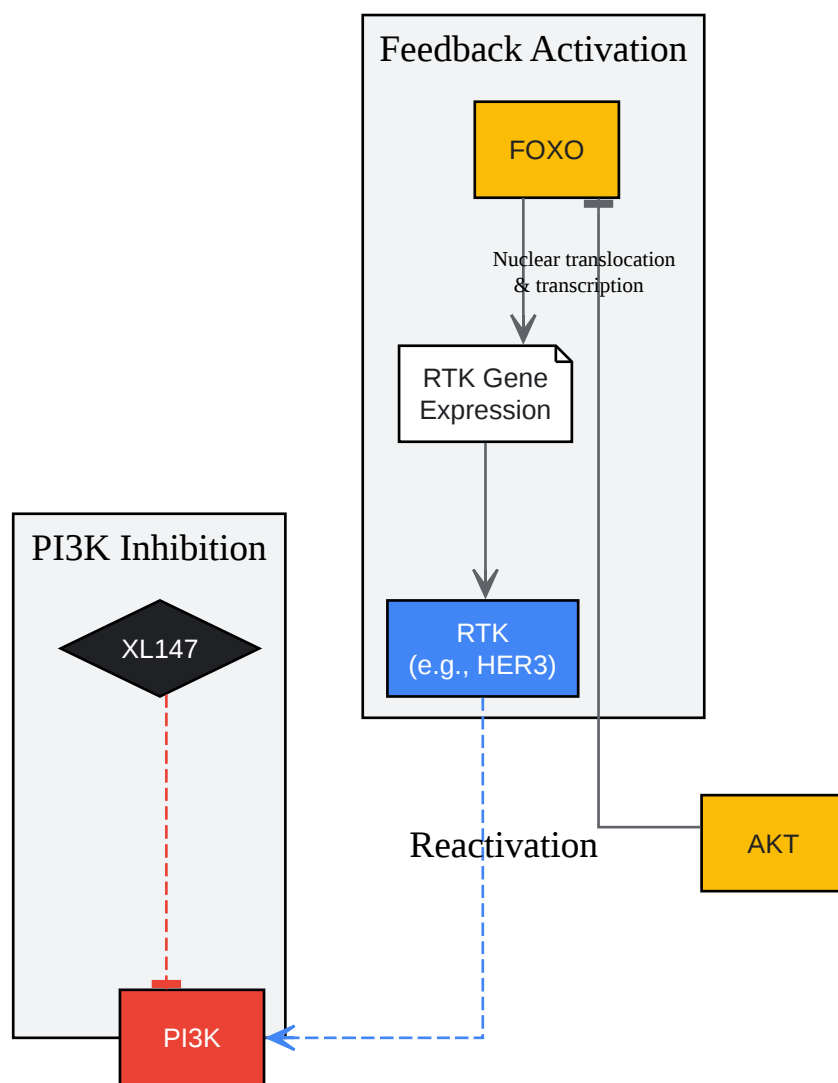 Feedback Activation
FOXO
Nuclear translocation
& transcription
RTK Gene
Expression
PI3K Inhibition
XL147
RTK
(e.g., HER3)
Reactivation
AKT
PI3K